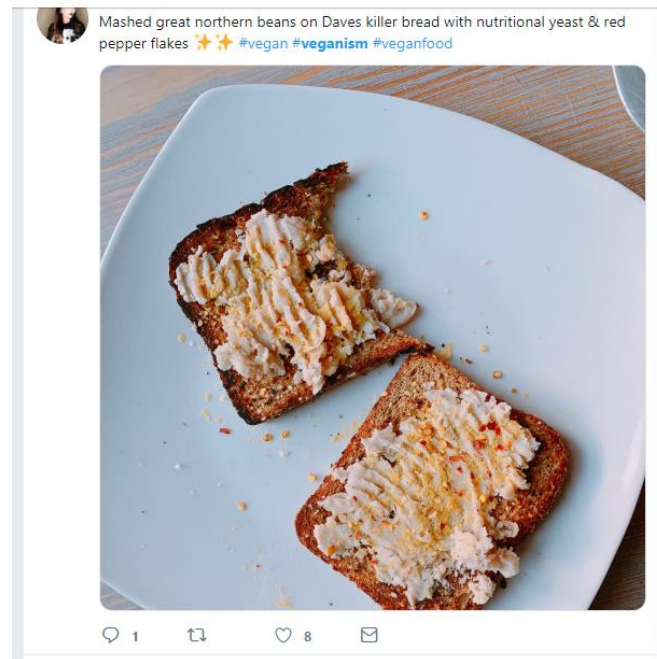 Mashed great northern beans on Daves killer bread with nutritional yeast & red
pepper flakes ✨✨ #vegan #veganism #veganfood
1 8